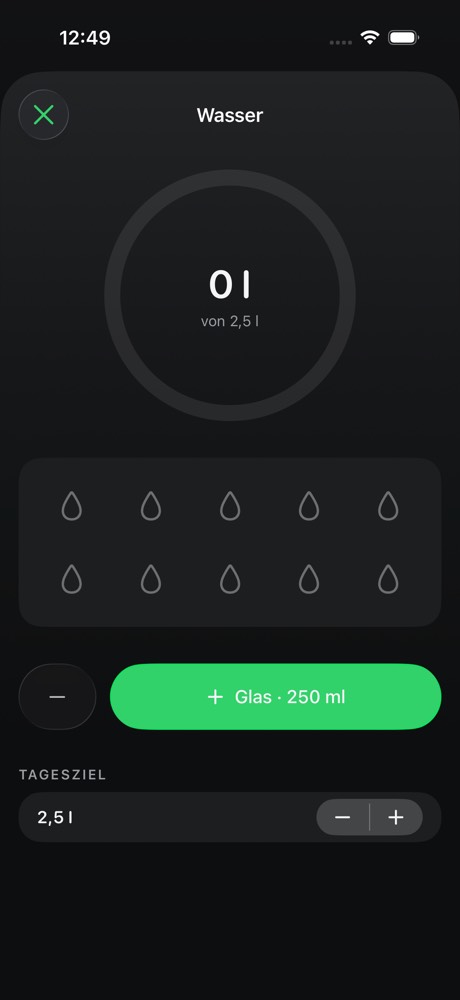 12:49
Wasser
0 l
von 2,5 l
+ Glas · 250 ml
TAGESZIEL
2,5 l